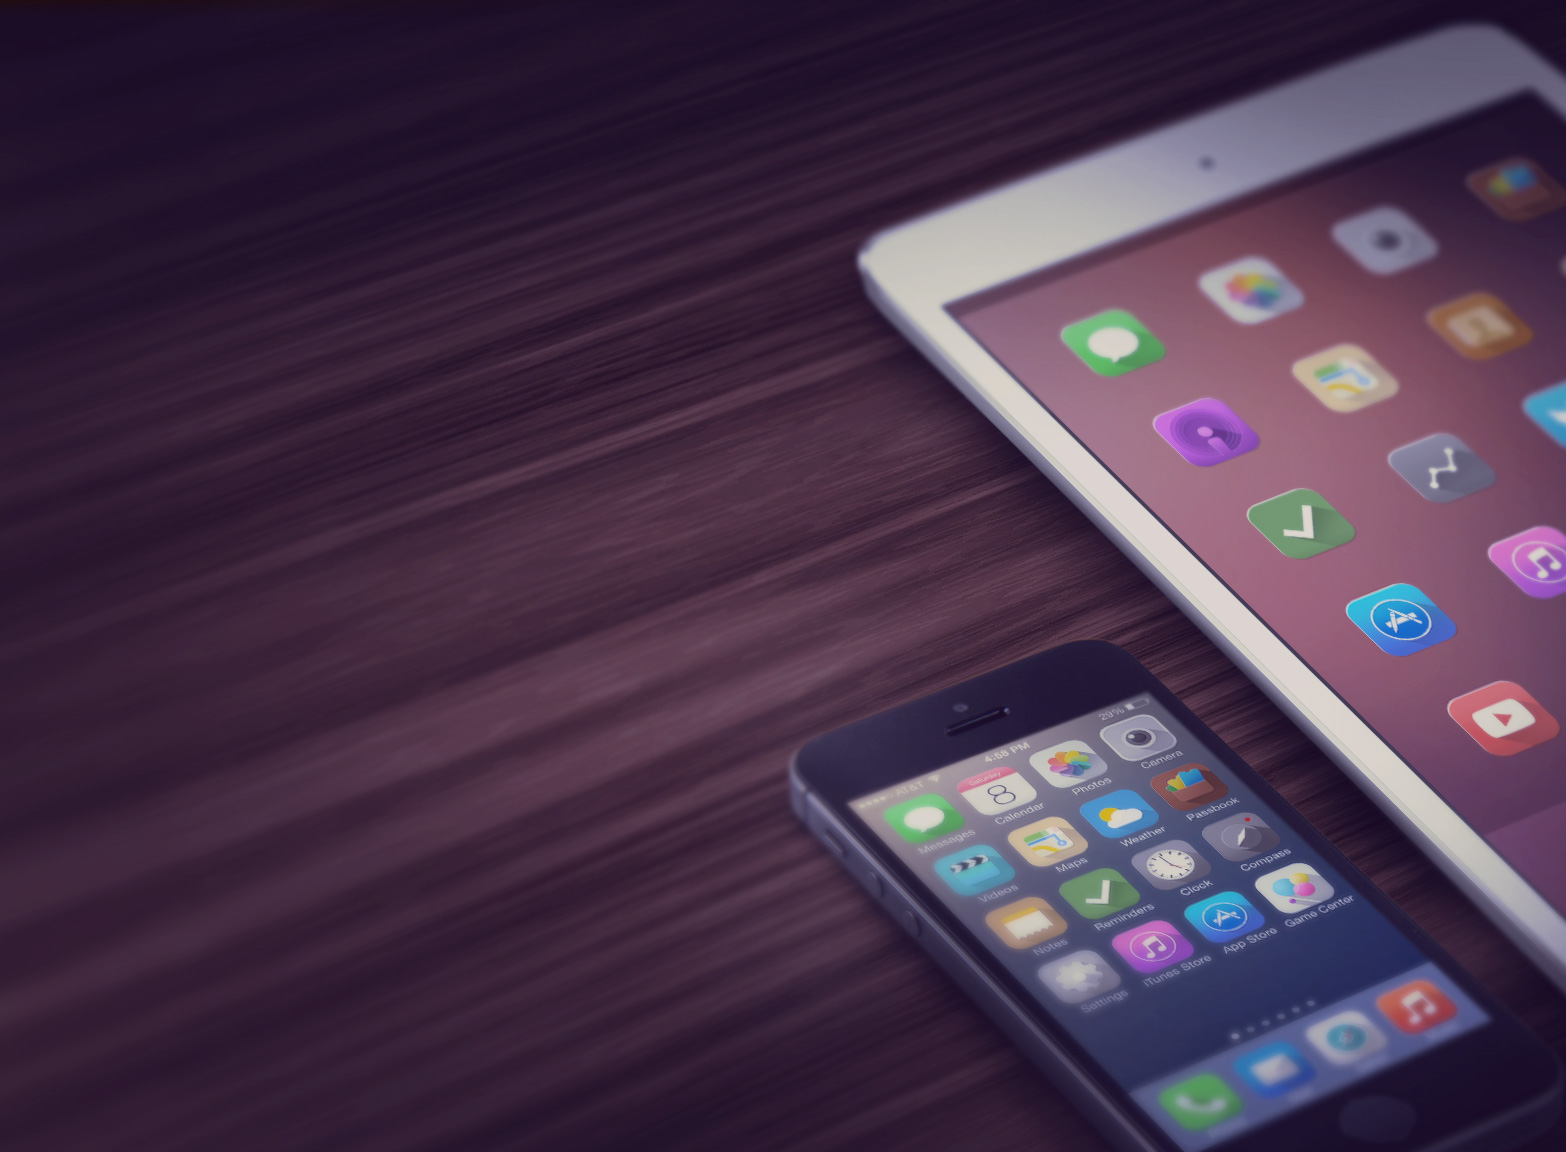 AT&T 4:58 PM 29%
Messages
Saturday
8
Calendar
Photos
Camera
Videos
Maps
Weather
Passbook
Notes
Reminders
Clock
Compass
Settings
iTunes Store
App Store
Game Center